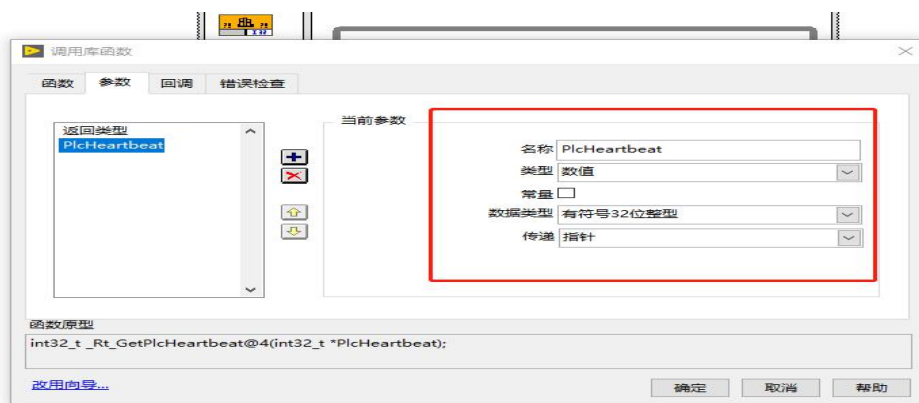 I32
调用库函数
函数 参数 回调 错误检查
返回类型
PlcHeartbeat
当前参数
名称 PlcHeartbeat
类型 数值
常量
数据类型 有符号32位整型
传递 指针
函数原型
int32_t _Rt_GetPlcHeartbeat@4(int32_t *PlcHeartbeat);
改用向导...
确定 取消 帮助